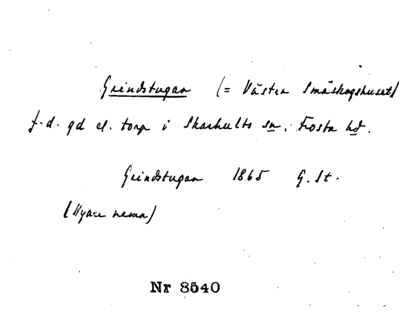 Grindstugan (= Västra Småskogshuset)
f.d. gd el. torp i Skarhults sn, Frosta hd.
Grindstugan 1865 G.St.
(Nyare namn)
Nr 8540